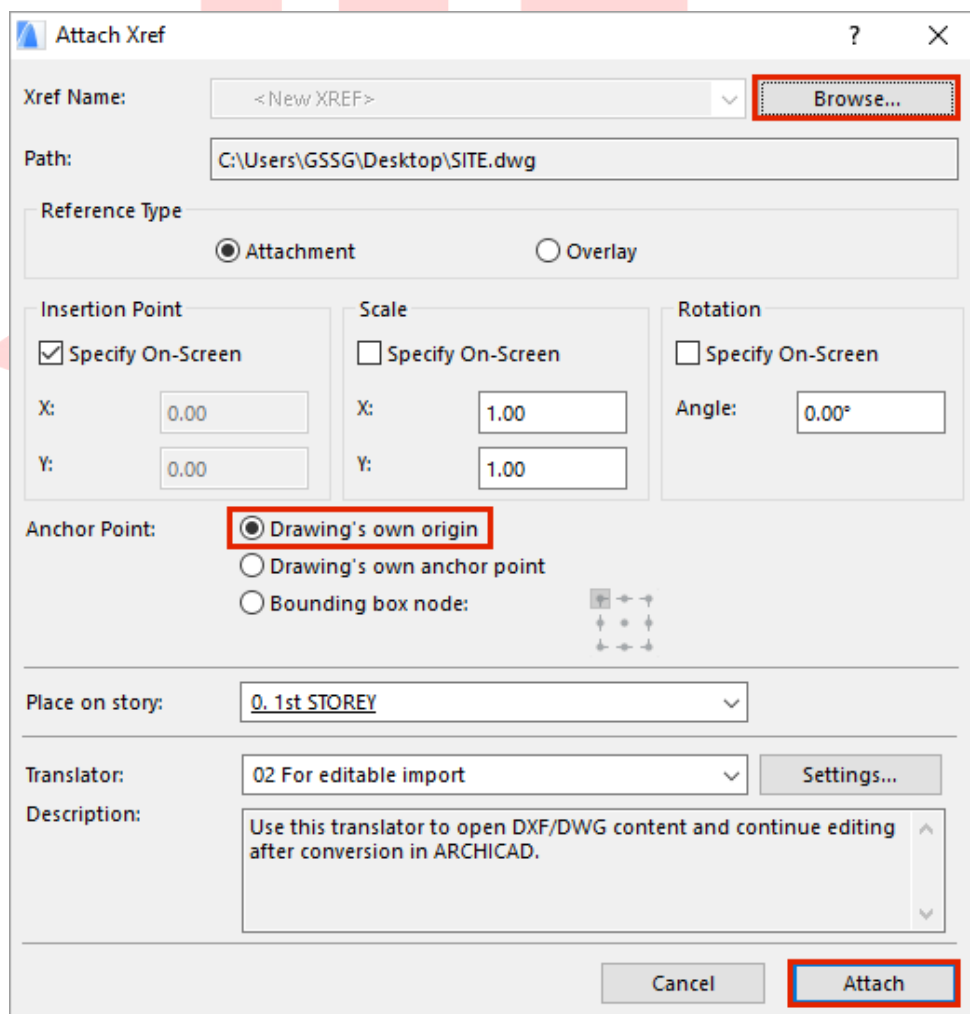 Attach Xref
?
Xref Name: <New XREF> Browse...
Path: C:\Users\GSSG\Desktop\SITE.dwg
Reference Type
Attachment Overlay
Insertion Point Scale Rotation
Specify On-Screen Specify On-Screen Specify On-Screen
X: 0.00 X: 1.00 Angle: 0.00°
Y: 0.00 Y: 1.00
Anchor Point: Drawing's own origin
Drawing's own anchor point
Bounding box node:
Place on story: 0. 1st STOREY
Translator: 02 For editable import Settings...
Description: Use this translator to open DXF/DWG content and continue editing
after conversion in ARCHICAD.
Cancel Attach